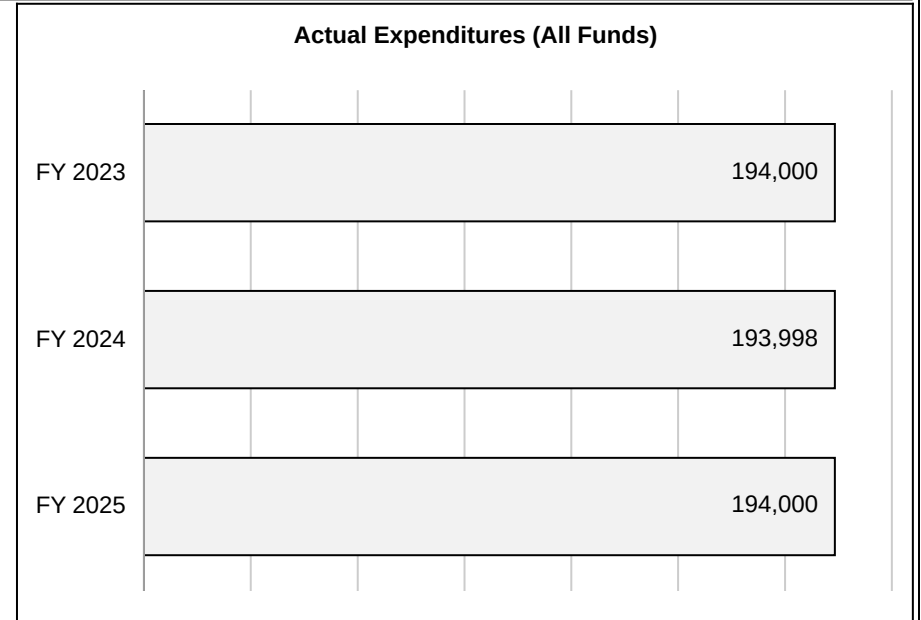 Actual Expenditures (All Funds)
FY 2023 194,000
FY 2024 193,998
FY 2025 194,000